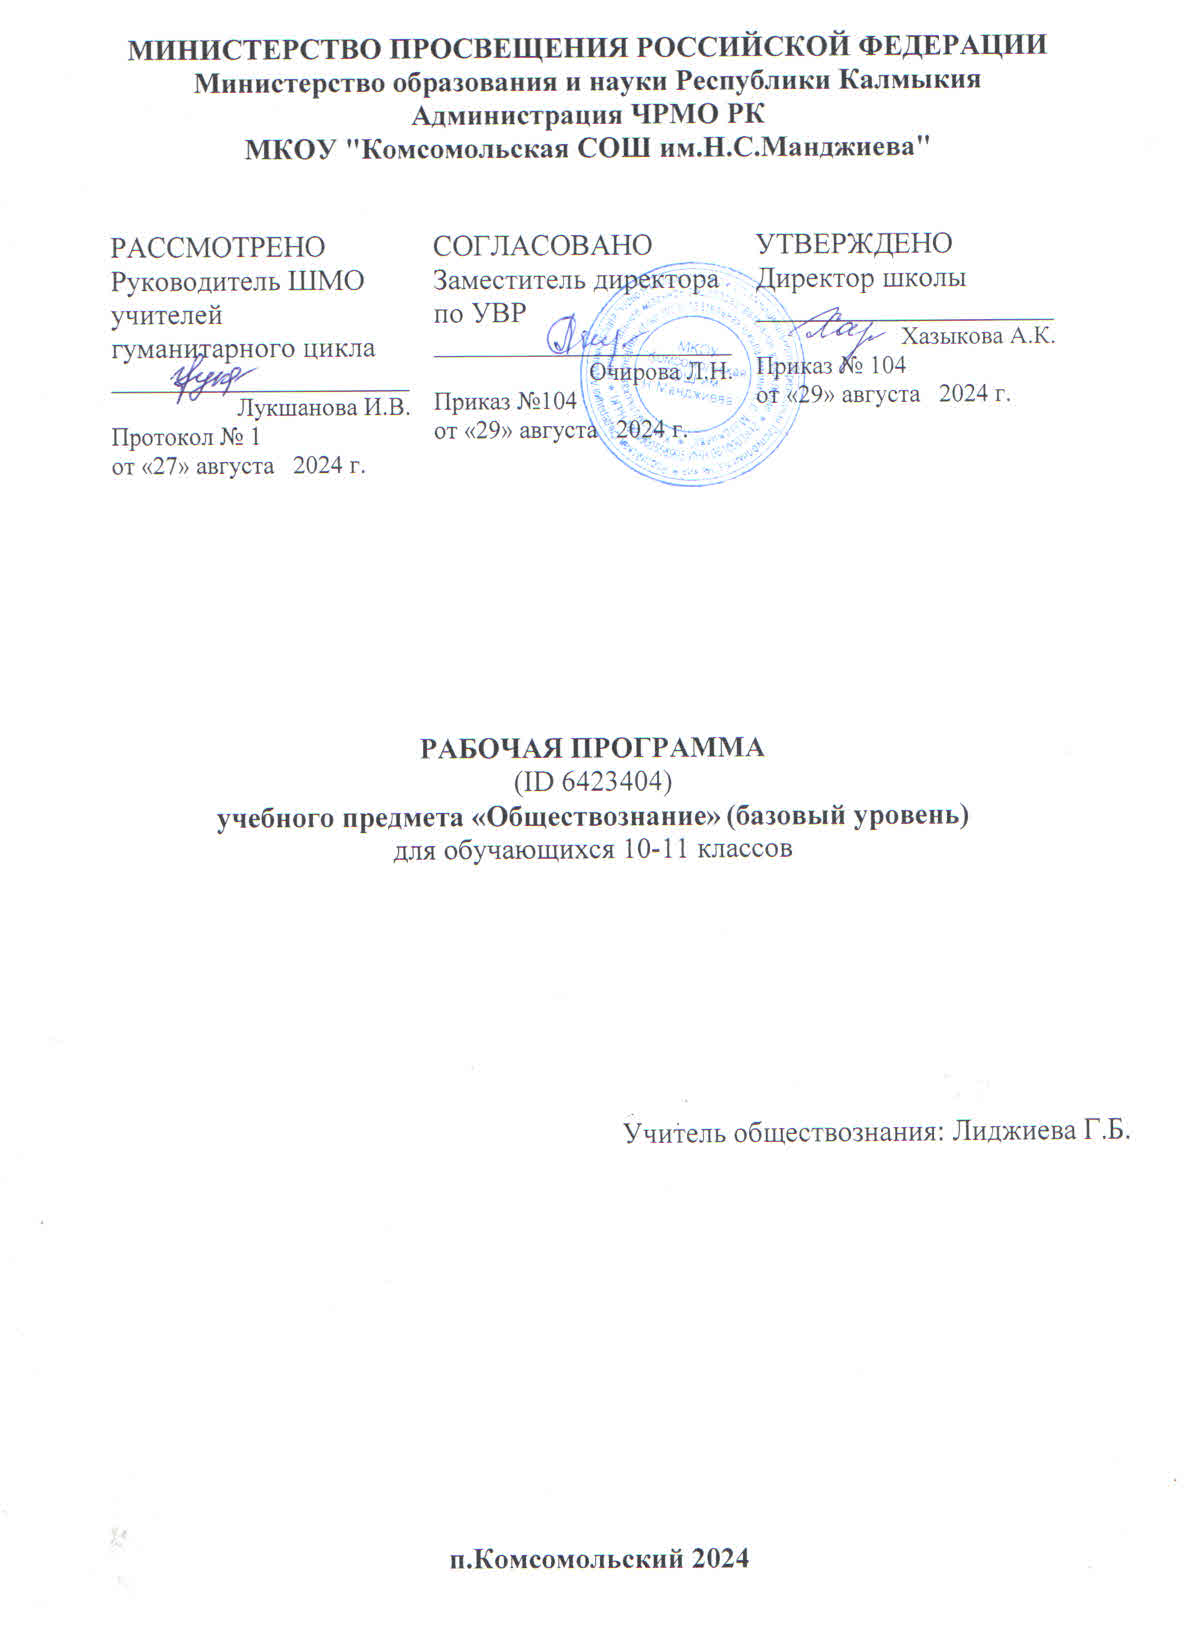 МИНИСТЕРСТВО ПРОСВЕЩЕНИЯ РОССИЙСКОЙ ФЕДЕРАЦИИ
Министерство образования и науки Республики Калмыкия
Администрация ЧРМО РК
МКОУ "Комсомольская СОШ им.Н.С.Манджиева"
РАССМОТРЕНО
Руководитель ШМО
учителей
гуманитарного цикла
Лукшанова И.В.
Протокол № 1
от «27» августа 2024 г.
СОГЛАСОВАНО
Заместитель директора
по УВР
Очирова Л.Н.
Приказ №104
от «29» августа 2024 г.
УТВЕРЖДЕНО
Директор школы
Хазыкова А.К.
Приказ № 104
от «29» августа 2024 г.
МКОУ
Манджиева
РАБОЧАЯ ПРОГРАММА
(ID 6423404)
учебного предмета «Обществознание» (базовый уровень)
для обучающихся 10-11 классов
Учитель обществознания: Лиджиева Г.Б.
п.Комсомольский 2024